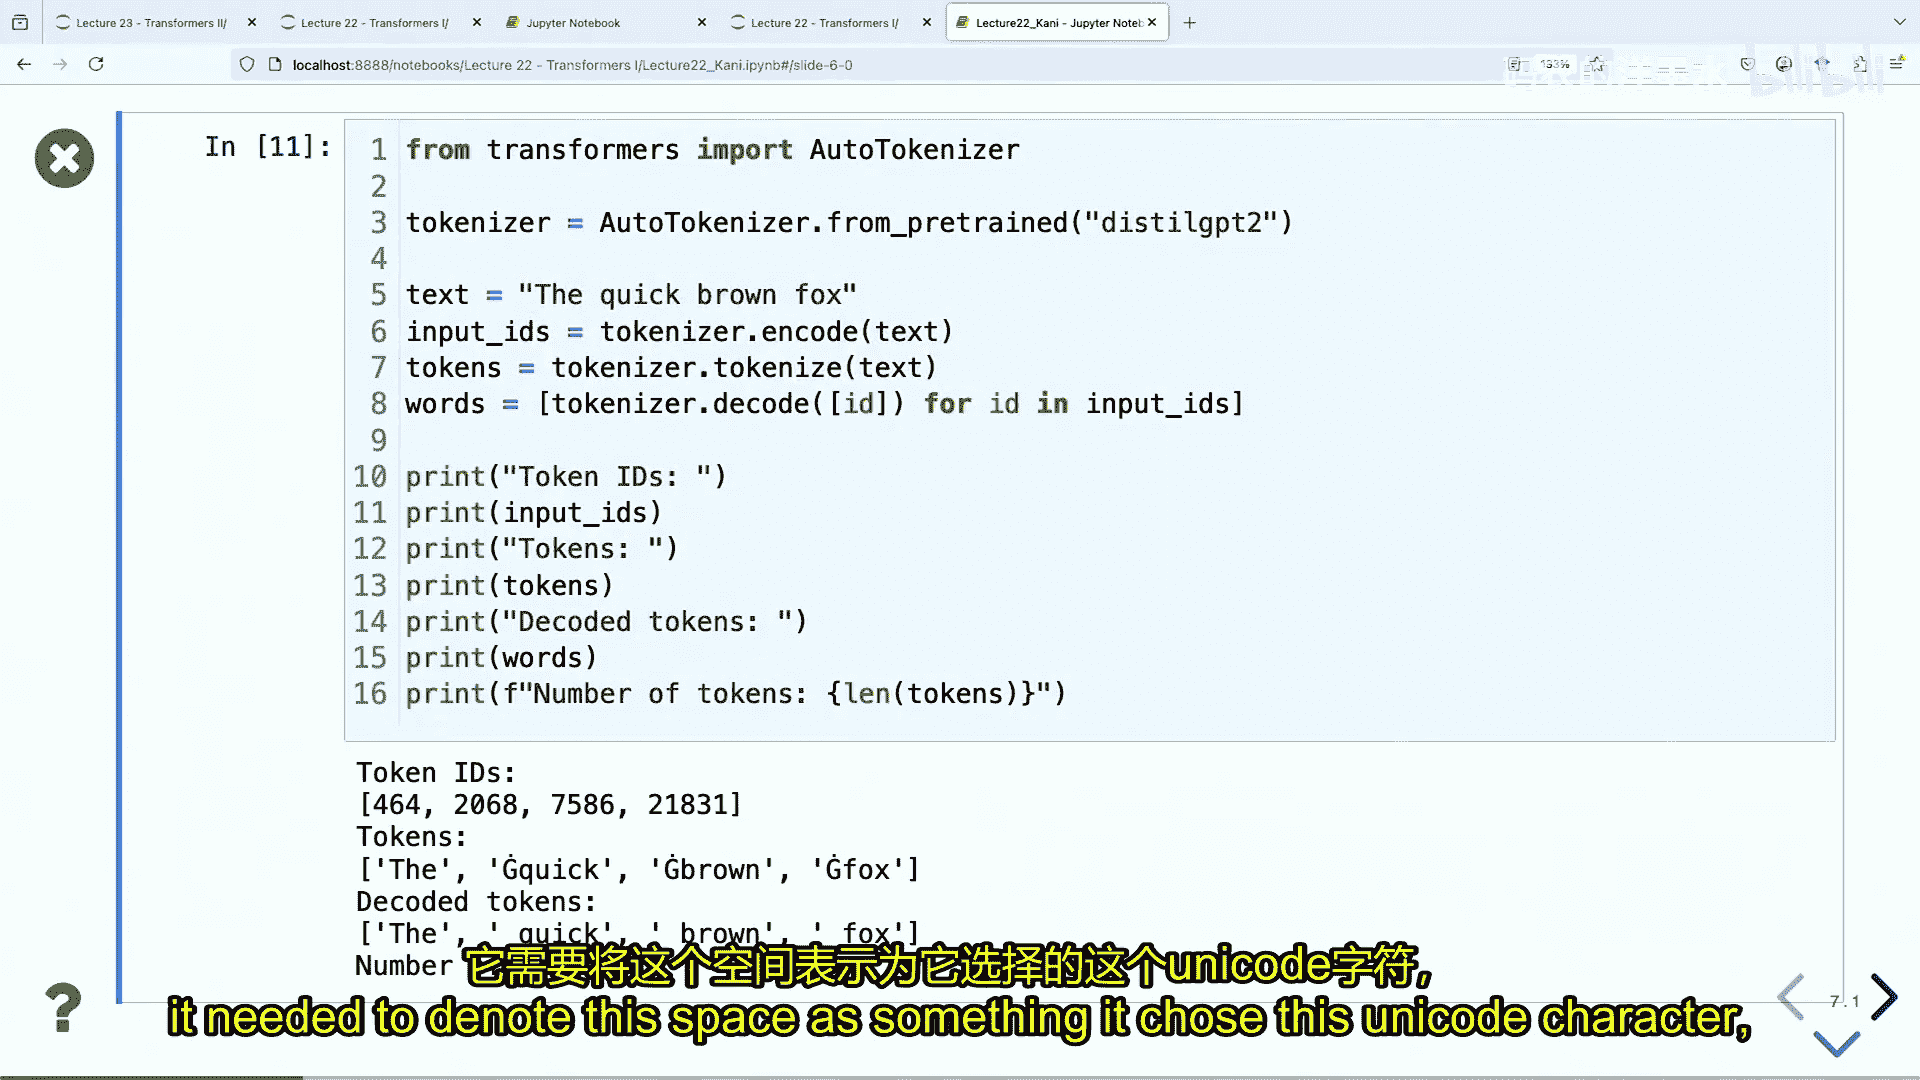 Lecture 23 - Transformers II/
Lecture 22 - Transformers I/
Jupyter Notebook
Lecture 22 - Transformers I/
Lecture22_Kani - Jupyter Noteb
localhost:8888/notebooks/Lecture 22 - Transformers I/Lecture22_Kani.ipynb#/slide-6-0
133%
bilibili
In [11]:
1 from transformers import AutoTokenizer
2
3 tokenizer = AutoTokenizer.from_pretrained("distilgpt2")
4
5 text = "The quick brown fox"
6 input_ids = tokenizer.encode(text)
7 tokens = tokenizer.tokenize(text)
8 words = [tokenizer.decode([id]) for id in input_ids]
9
10 print("Token IDs: ")
11 print(input_ids)
12 print("Tokens: ")
13 print(tokens)
14 print("Decoded tokens: ")
15 print(words)
16 print(f"Number of tokens: {len(tokens)}")
Token IDs:
[464, 2068, 7586, 21831]
Tokens:
['The', 'Ġquick', 'Ġbrown', 'Ġfox']
Decoded tokens:
['The', ' quick', ' brown', ' fox']
Number
它需要将这个空间表示为它选择的这个unicode字符,
it needed to denote this space as something it chose this unicode character,
7.1